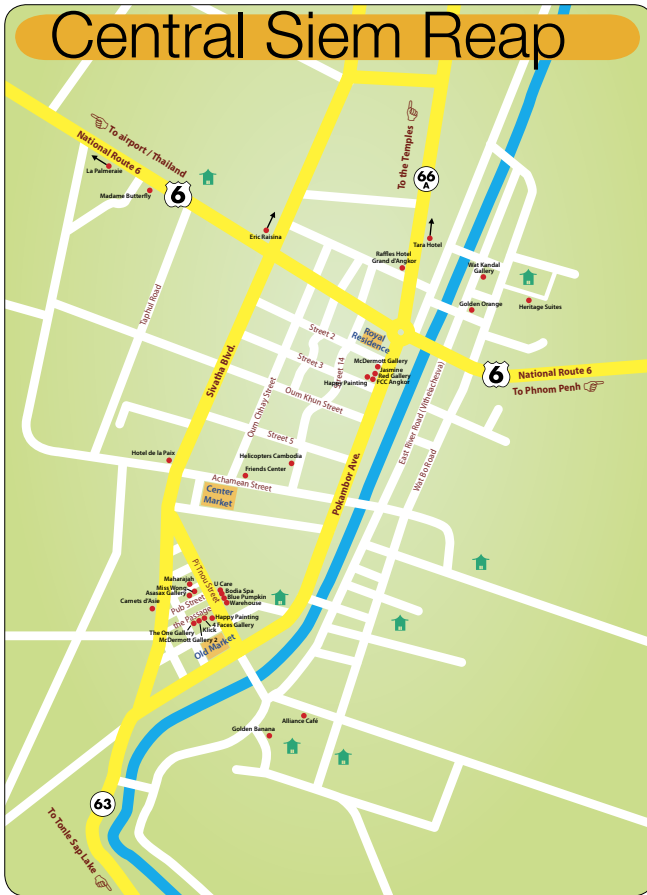 Central Siem Reap
To airport / Thailand
National Route 6
La Palmeraie
Madame Butterfly
6
To the Temples
66
A
Eric Raisina
Tara Hotel
Raffles Hotel
Grand d'Angkor
Wat Kandal
Gallery
Golden Orange
Heritage Suites
Taphul Road
Sivatha Blvd.
Street 2
Royal
Residence
Street 3
Street 14
McDermott Gallery
Jasmine
Red Gallery
FCC Angkor
Happy Painting
6
National Route 6
To Phnom Penh
Oum Chhay Street
Oum Khun Street
Street 5
East River Road (Vithelachesva)
Wat Bo Road
Pokambor Ave.
Hotel de la Paix
Helicopters Cambodia
Friends Center
Achamean Street
Center
Market
Pi Tnou Street
Maharajah
Miss Wong
Asasax Gallery
Carnets d'Asie
U Care
Bodia Spa
Blue Pumpkin
Warehouse
Pub Street
the Passage
Happy Painting
4 Faces Gallery
The One Gallery
Klick
McDermott Gallery 2
Old Market
Alliance Café
Golden Banana
63
To Tonle Sap Lake